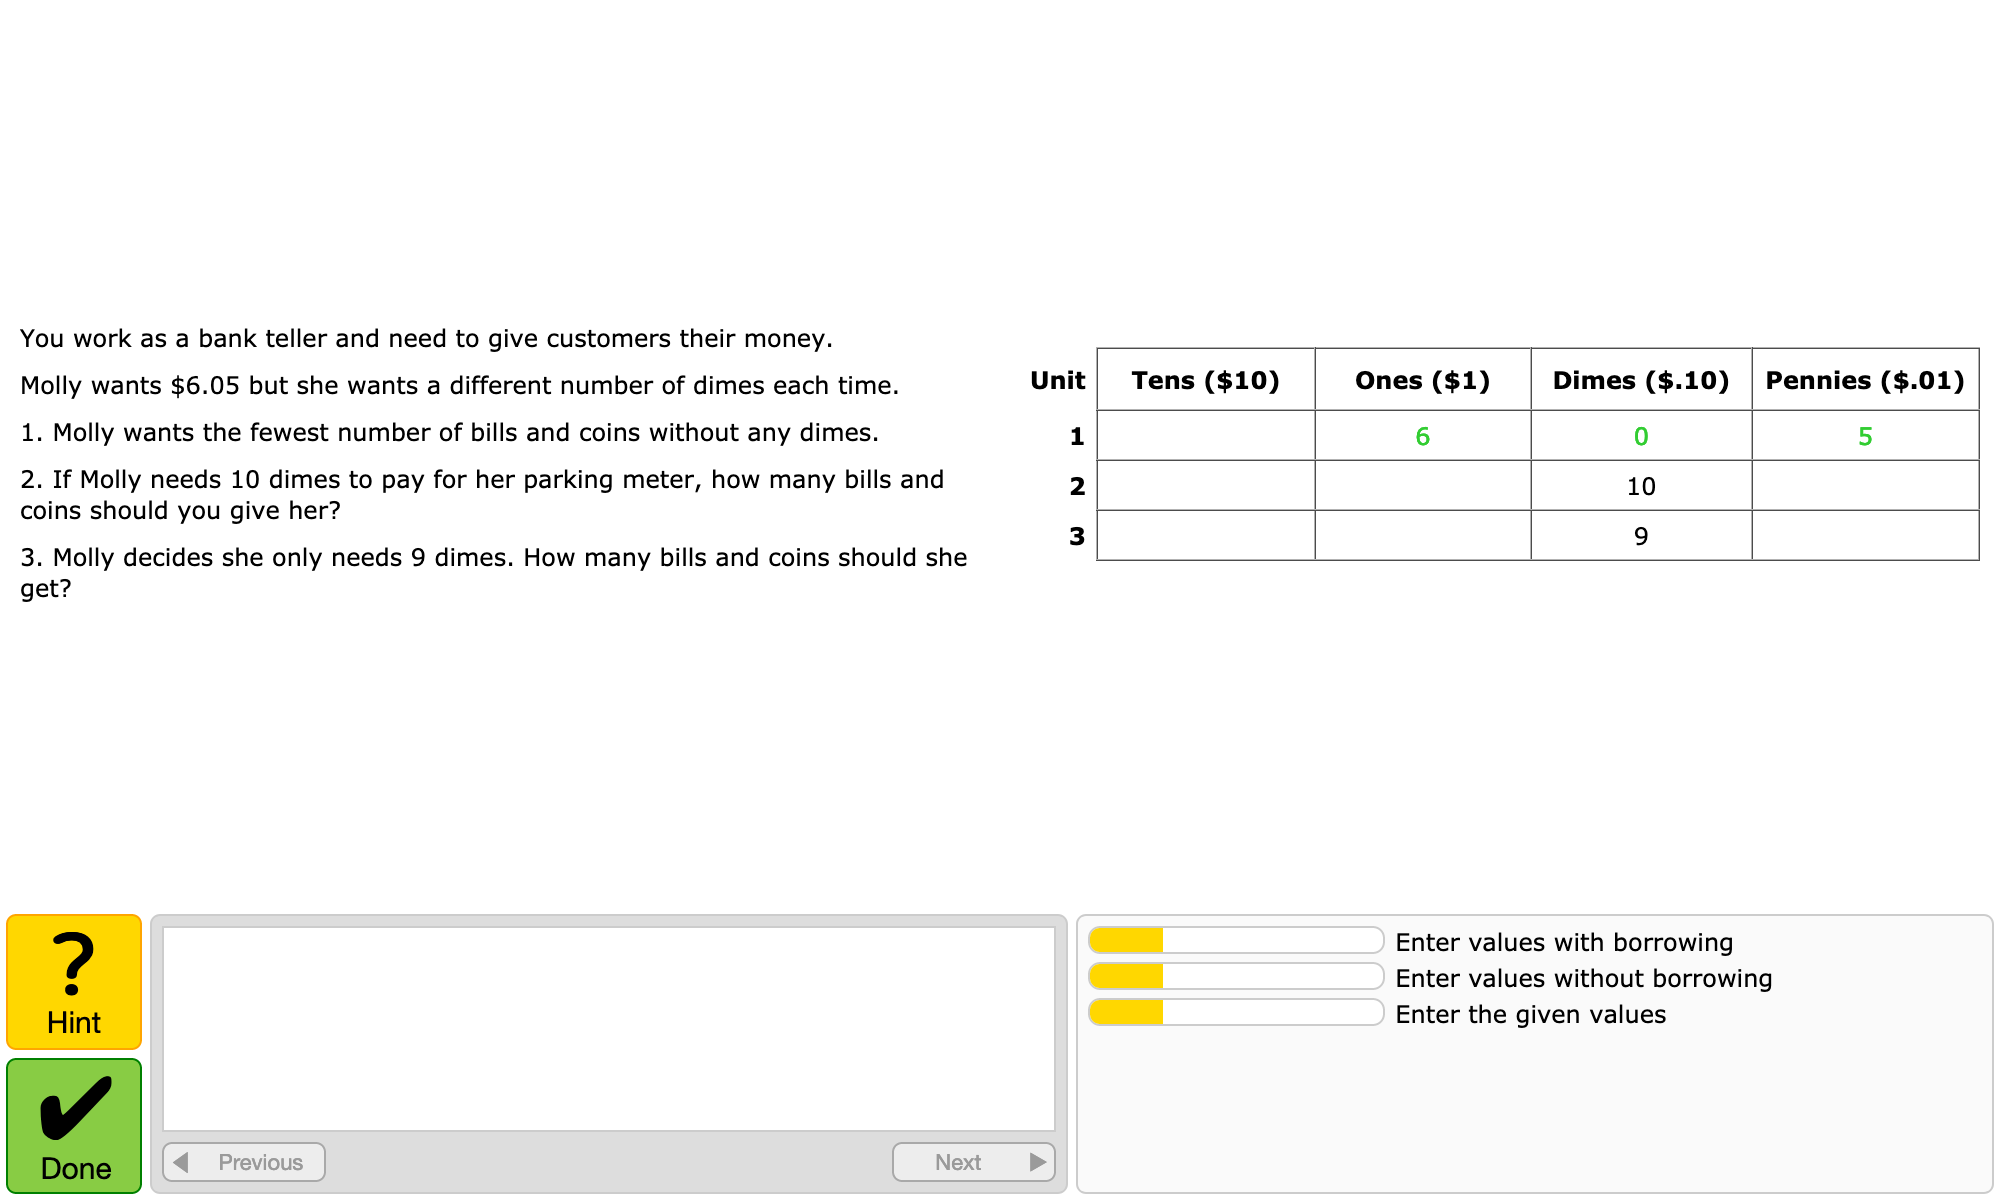 You work as a bank teller and need to give customers their money.
Molly wants $6.05 but she wants a different number of dimes each time.
1. Molly wants the fewest number of bills and coins without any dimes.
2. If Molly needs 10 dimes to pay for her parking meter, how many bills and
coins should you give her?
3. Molly decides she only needs 9 dimes. How many bills and coins should she
get?
Unit Tens ($10) Ones ($1) Dimes ($.10) Pennies ($.01)
1 6 0 5
2 10
3 9
?
Hint
Done
Previous Next
Enter values with borrowing
Enter values without borrowing
Enter the given values